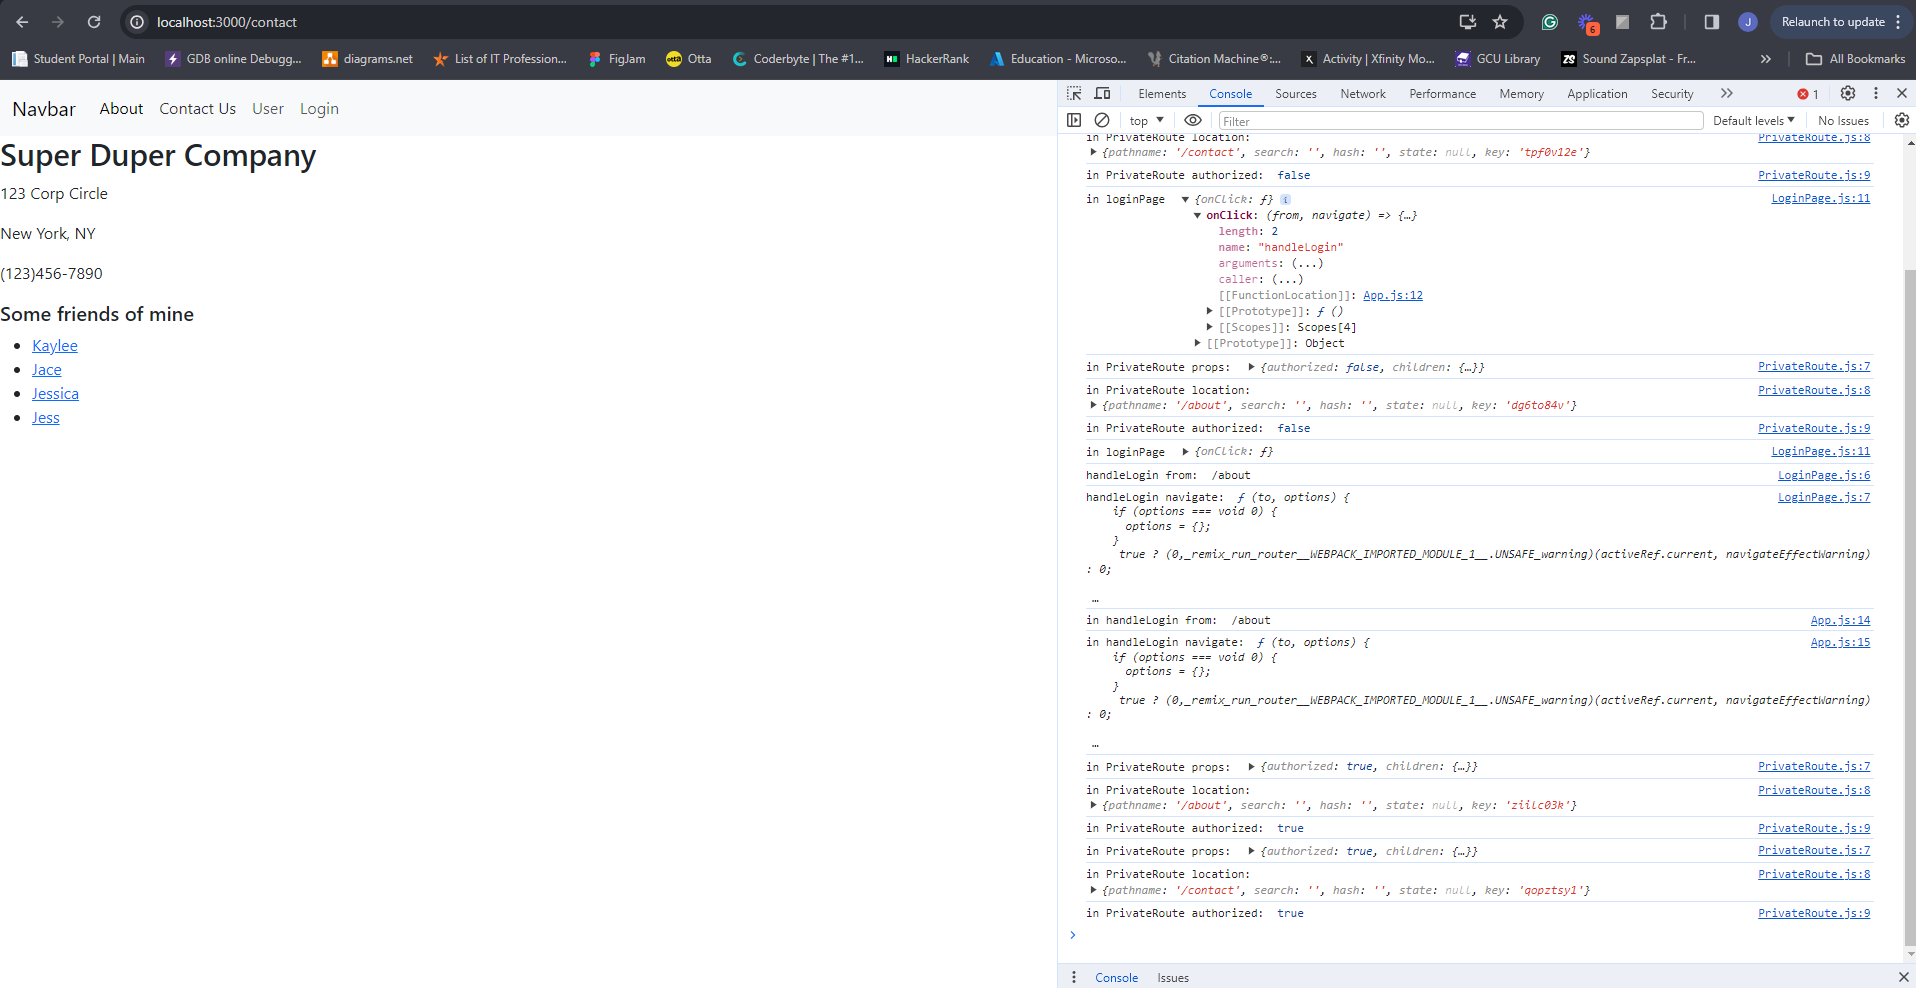 localhost:3000/contact
6
J
Relaunch to update
Student Portal | Main
GDB online Debugg...
diagrams.net
List of IT Profession...
FigJam
Otta
Coderbyte | The #1...
HackerRank
Education - Microso...
Citation Machine®:...
Activity | Xfinity Mo...
GCU Library
Sound Zapsplat - Fr...
All Bookmarks
Navbar About Contact Us User Login
Super Duper Company
123 Corp Circle
New York, NY
(123)456-7890
Some friends of mine
Kaylee
Jace
Jessica
Jess
Elements Console Sources Network Performance Memory Application Security 1
top Filter Default levels No Issues
in PrivateRoute location: PrivateRoute.js:8
{pathname: '/contact', search: '', hash: '', state: null, key: 'tpf0v12e'}
in PrivateRoute authorized: false PrivateRoute.js:9
in loginPage {onClick: ƒ} i LoginPage.js:11
onClick: (from, navigate) => {…}
length: 2
name: "handleLogin"
arguments: (...)
caller: (...)
[[FunctionLocation]]: App.js:12
[[Prototype]]: ƒ ()
[[Scopes]]: Scopes[4]
[[Prototype]]: Object
in PrivateRoute props: {authorized: false, children: {…}} PrivateRoute.js:7
in PrivateRoute location: PrivateRoute.js:8
{pathname: '/about', search: '', hash: '', state: null, key: 'dg6to84v'}
in PrivateRoute authorized: false PrivateRoute.js:9
in loginPage {onClick: ƒ} LoginPage.js:11
handleLogin from: /about LoginPage.js:6
handleLogin navigate: ƒ (to, options) { LoginPage.js:7
if (options === void 0) {
options = {};
}
true ? (0,_remix_run_router__WEBPACK_IMPORTED_MODULE_1__.UNSAFE_warning)(activeRef.current, navigateEffectWarning)
: 0;
…
in handleLogin from: /about App.js:14
in handleLogin navigate: ƒ (to, options) { App.js:15
if (options === void 0) {
options = {};
}
true ? (0,_remix_run_router__WEBPACK_IMPORTED_MODULE_1__.UNSAFE_warning)(activeRef.current, navigateEffectWarning)
: 0;
…
in PrivateRoute props: {authorized: true, children: {…}} PrivateRoute.js:7
in PrivateRoute location: PrivateRoute.js:8
{pathname: '/about', search: '', hash: '', state: null, key: 'ziilc03k'}
in PrivateRoute authorized: true PrivateRoute.js:9
in PrivateRoute props: {authorized: true, children: {…}} PrivateRoute.js:7
in PrivateRoute location: PrivateRoute.js:8
{pathname: '/contact', search: '', hash: '', state: null, key: 'qopztsy1'}
in PrivateRoute authorized: true PrivateRoute.js:9
Console Issues